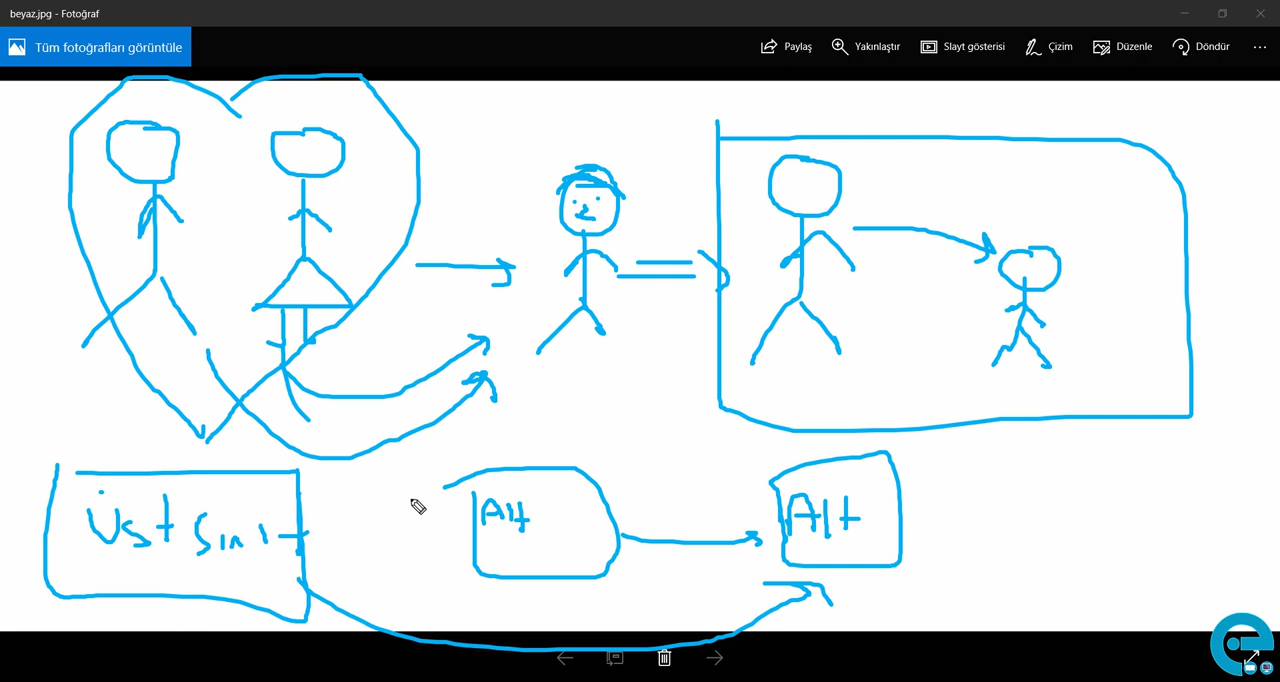 beyaz.jpg - Fotoğraf
Tüm fotoğrafları görüntüle
Paylaş
Yakınlaştır
Slayt gösterisi
Çizim
Düzenle
Döndür
Üst Sınıf
Alt
Alt